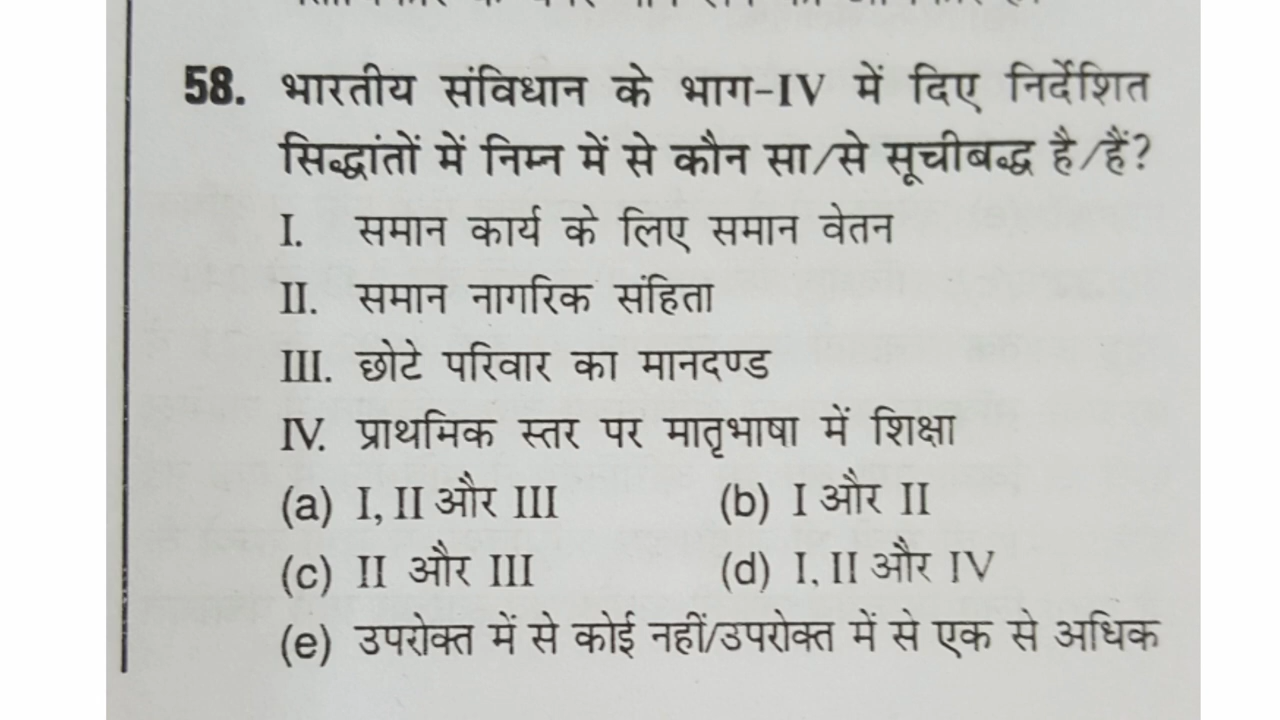 58. भारतीय संविधान के भाग-IV में दिए निर्देशित
सिद्धांतों में निम्न में से कौन सा/से सूचीबद्ध है/हैं?
I. समान कार्य के लिए समान वेतन
II. समान नागरिक संहिता
III. छोटे परिवार का मानदण्ड
IV. प्राथमिक स्तर पर मातृभाषा में शिक्षा
(a) I, II और III (b) I और II
(c) II और III (d) I, II और IV
(e) उपरोक्त में से कोई नहीं/उपरोक्त में से एक से अधिक